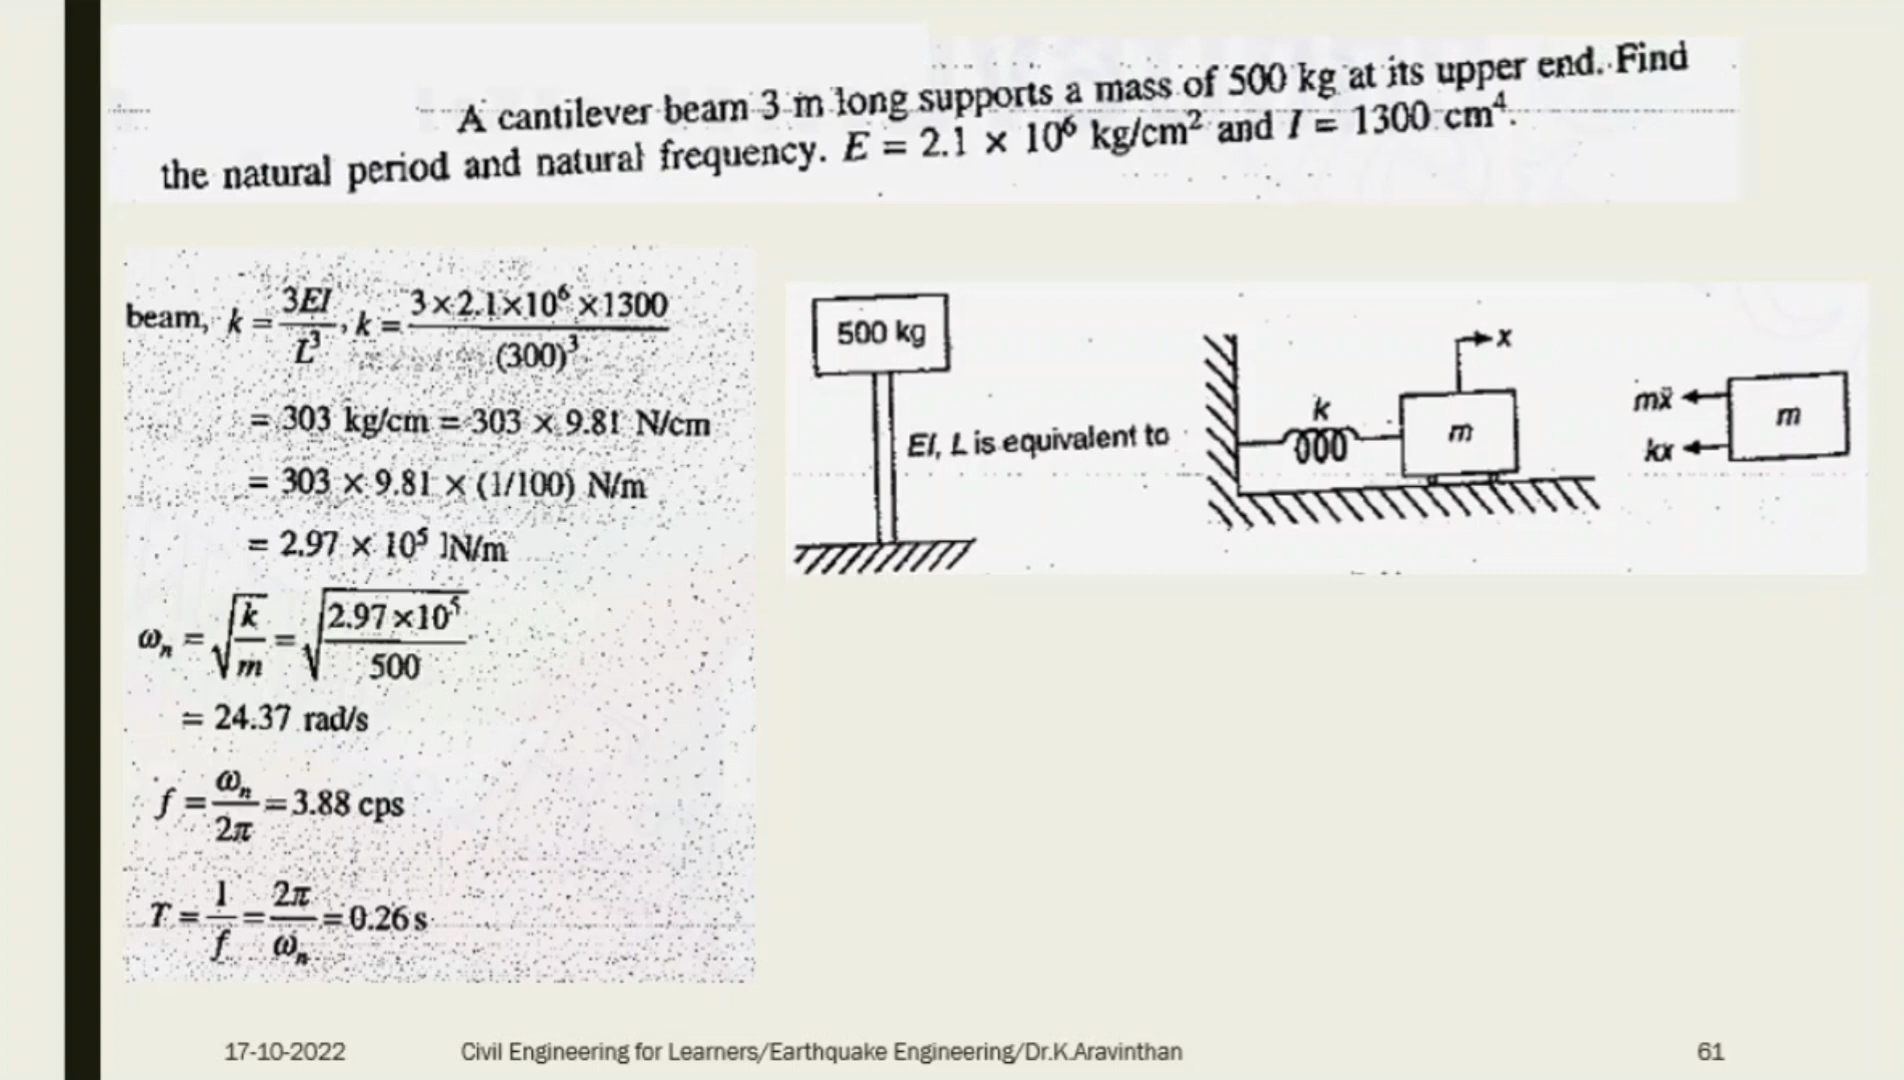 A cantilever beam 3 m long supports a mass of 500 kg at its upper end. Find
the natural period and natural frequency. E = 2.1 × 10⁶ kg/cm² and I = 1300 cm⁴.
beam, k = 3EI / L³, k = 3×2.1×10⁶×1300 / (300)³
= 303 kg/cm = 303 × 9.81 N/cm
= 303 × 9.81 × (1/100) N/m
= 2.97 × 10⁵ N/m
ωₙ = √(k/m) = √(2.97×10⁵ / 500)
= 24.37 rad/s
f = ωₙ / 2π = 3.88 cps
T = 1/f = 2π/ωₙ = 0.26 s
500 kg
EI, L is equivalent to
k
m
x
mẍ
kx
m
17-10-2022
Civil Engineering for Learners/Earthquake Engineering/Dr.K.Aravinthan
61